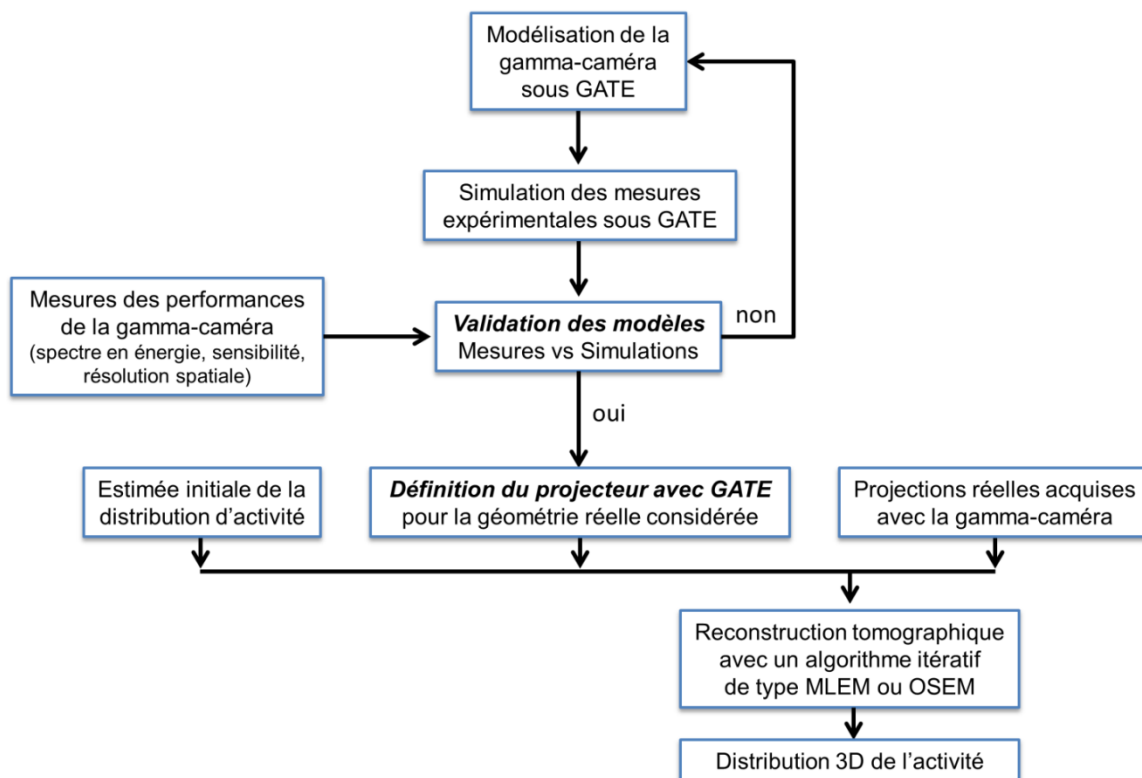 Modélisation de la
gamma-caméra
sous GATE
Simulation des mesures
expérimentales sous GATE
Mesures des performances
de la gamma-caméra
(spectre en énergie, sensibilité,
résolution spatiale)
Validation des modèles
Mesures vs Simulations
non
oui
Estimée initiale de la
distribution d’activité
Définition du projecteur avec GATE
pour la géométrie réelle considérée
Projections réelles acquises
avec la gamma-caméra
Reconstruction tomographique
avec un algorithme itératif
de type MLEM ou OSEM
Distribution 3D de l’activité